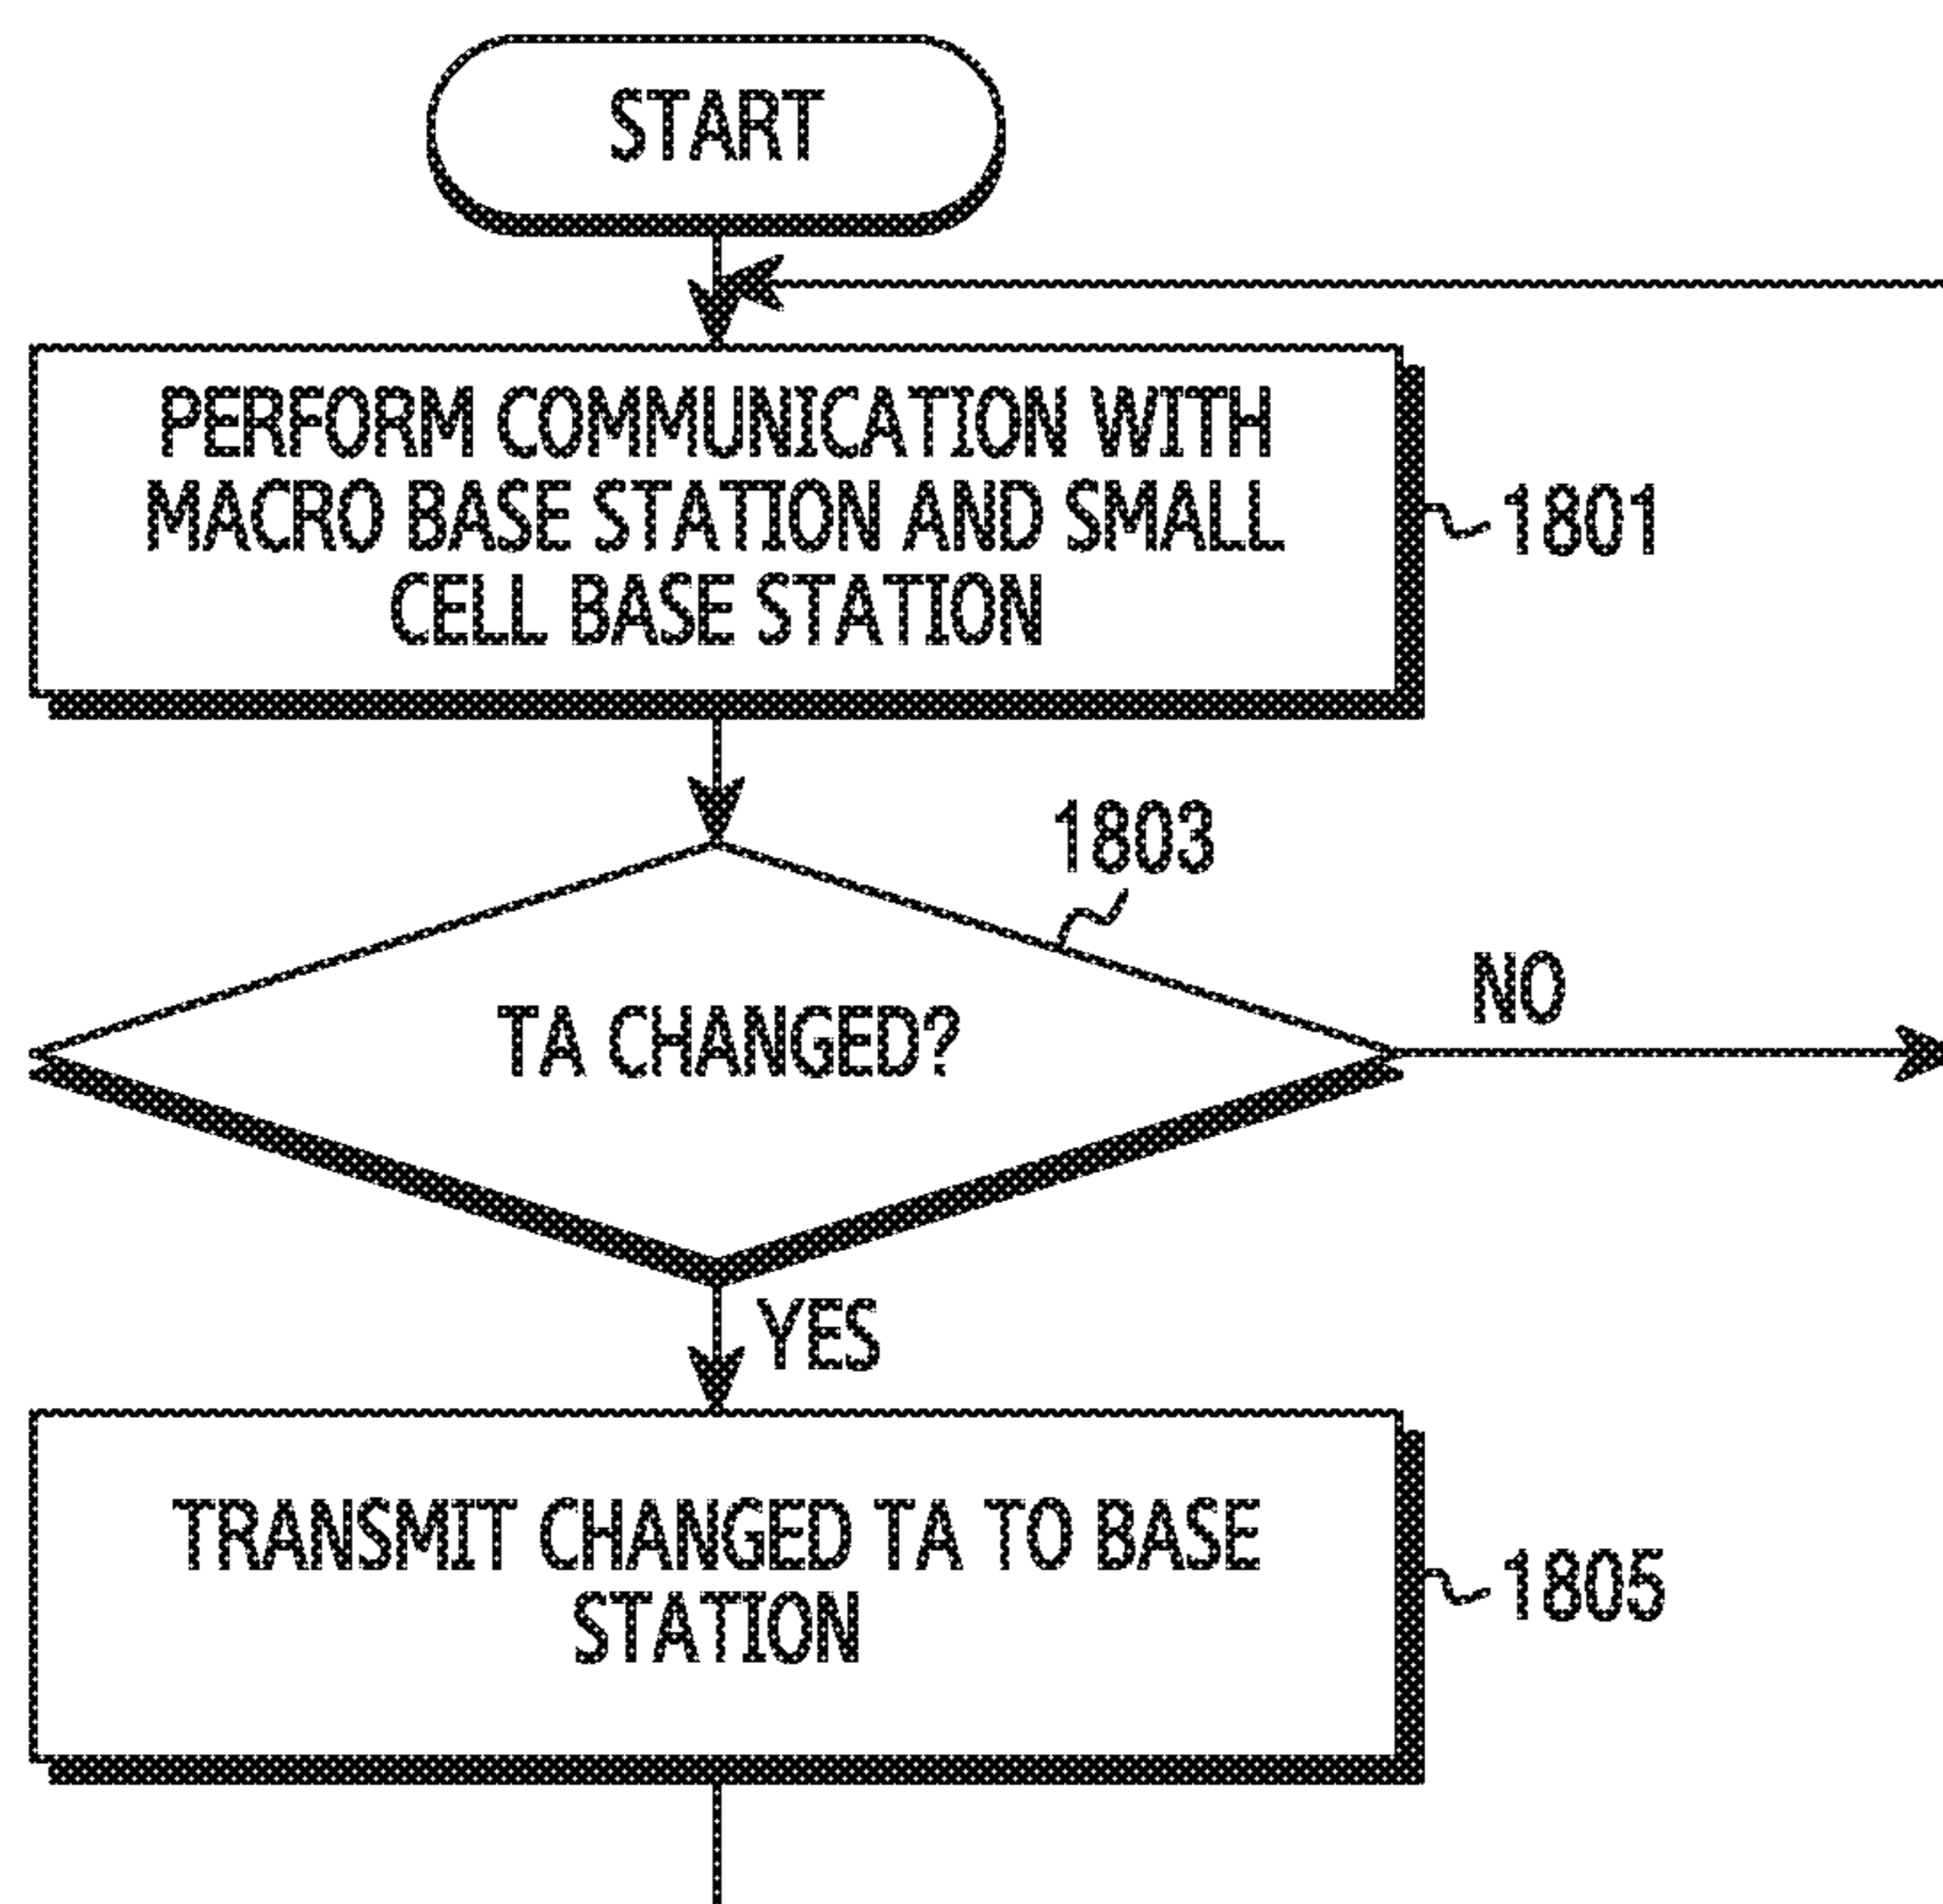 START
PERFORM COMMUNICATION WITH
MACRO BASE STATION AND SMALL
CELL BASE STATION
1801
1803
TA CHANGED?
NO
YES
TRANSMIT CHANGED TA TO BASE
STATION
1805